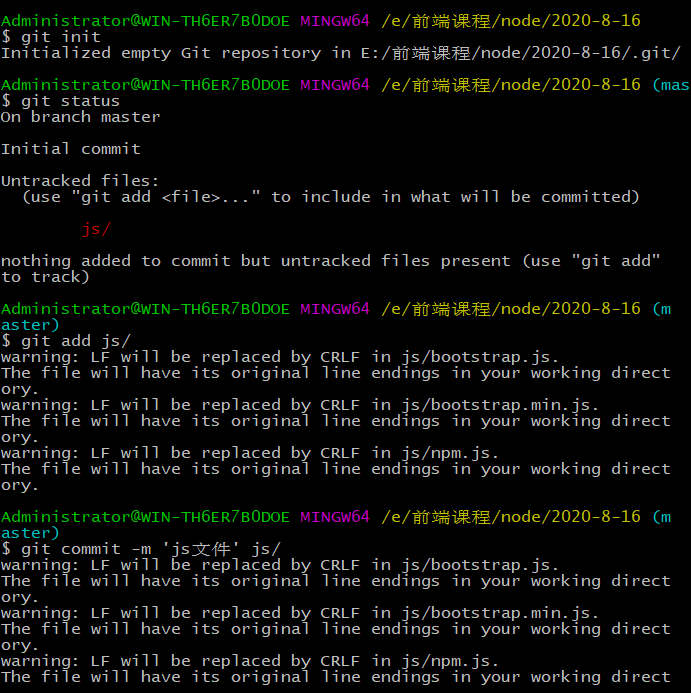 Administrator@WIN-TH6ER7B0DOE MINGW64 /e/前端课程/node/2020-8-16
$ git init
Initialized empty Git repository in E:/前端课程/node/2020-8-16/.git/
Administrator@WIN-TH6ER7B0DOE MINGW64 /e/前端课程/node/2020-8-16 (mas
$ git status
On branch master
Initial commit
Untracked files:
(use "git add <file>..." to include in what will be committed)
js/
nothing added to commit but untracked files present (use "git add"
to track)
Administrator@WIN-TH6ER7B0DOE MINGW64 /e/前端课程/node/2020-8-16 (m
aster)
$ git add js/
warning: LF will be replaced by CRLF in js/bootstrap.js.
The file will have its original line endings in your working direct
ory.
warning: LF will be replaced by CRLF in js/bootstrap.min.js.
The file will have its original line endings in your working direct
ory.
warning: LF will be replaced by CRLF in js/npm.js.
The file will have its original line endings in your working direct
ory.
Administrator@WIN-TH6ER7B0DOE MINGW64 /e/前端课程/node/2020-8-16 (m
aster)
$ git commit -m 'js文件' js/
warning: LF will be replaced by CRLF in js/bootstrap.js.
The file will have its original line endings in your working direct
ory.
warning: LF will be replaced by CRLF in js/bootstrap.min.js.
The file will have its original line endings in your working direct
ory.
warning: LF will be replaced by CRLF in js/npm.js.
The file will have its original line endings in your working direct